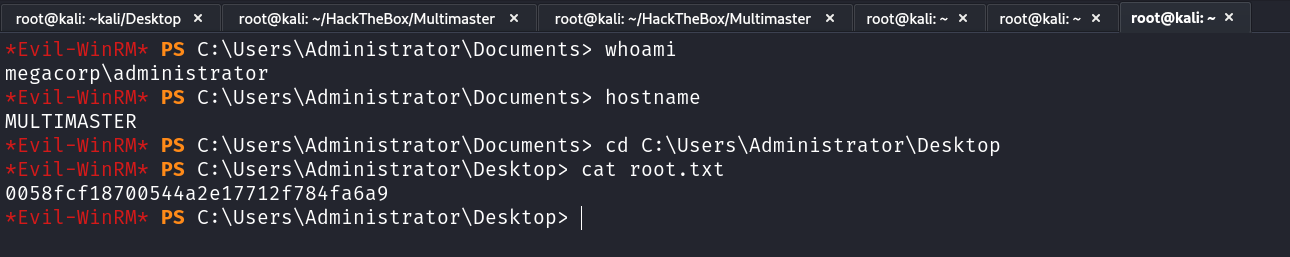 root@kali: ~kali/Desktop × root@kali: ~/HackTheBox/Multimaster × root@kali: ~/HackTheBox/Multimaster × root@kali: ~ × root@kali: ~ × root@kali: ~ ×
*Evil-WinRM* PS C:\Users\Administrator\Documents> whoami
megacorp\administrator
*Evil-WinRM* PS C:\Users\Administrator\Documents> hostname
MULTIMASTER
*Evil-WinRM* PS C:\Users\Administrator\Documents> cd C:\Users\Administrator\Desktop
*Evil-WinRM* PS C:\Users\Administrator\Desktop> cat root.txt
0058fcf18700544a2e17712f784fa6a9
*Evil-WinRM* PS C:\Users\Administrator\Desktop>